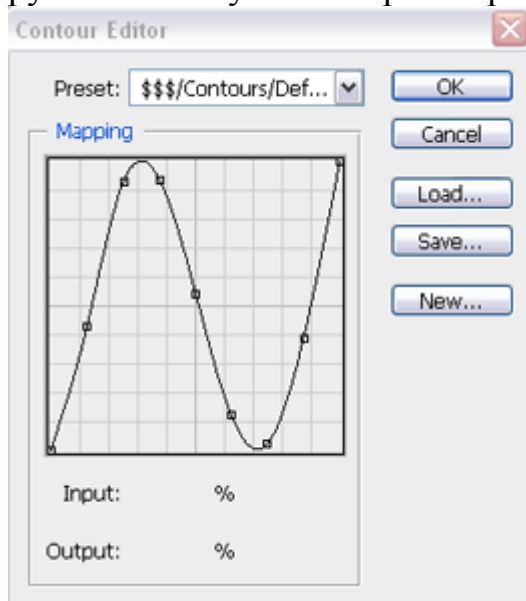 Contour Editor
Preset: $$$/Contours/Def...
OK
Mapping
Cancel
Load...
Save...
New...
Input: %
Output: %